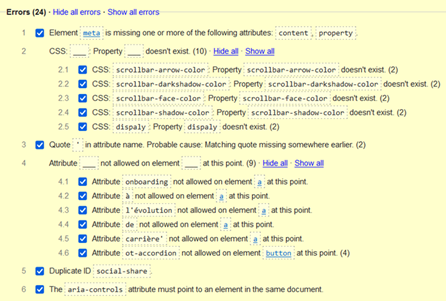 Errors (24) · Hide all errors · Show all errors
1 Element meta is missing one or more of the following attributes: content , property .
2 CSS: ___ : Property ___ doesn't exist. (10) · Hide all · Show all
2.1 CSS: scrollbar-arrow-color : Property scrollbar-arrow-color doesn't exist. (2)
2.2 CSS: scrollbar-darkshadow-color : Property scrollbar-darkshadow-color doesn't exist. (2)
2.3 CSS: scrollbar-face-color : Property scrollbar-face-color doesn't exist. (2)
2.4 CSS: scrollbar-shadow-color : Property scrollbar-shadow-color doesn't exist. (2)
2.5 CSS: dispaly : Property dispaly doesn't exist. (2)
3 Quote ' in attribute name. Probable cause: Matching quote missing somewhere earlier. (2)
4 Attribute ___ not allowed on element ___ at this point. (9) · Hide all · Show all
4.1 Attribute onboarding not allowed on element a at this point.
4.2 Attribute à not allowed on element a at this point.
4.3 Attribute l'évolution not allowed on element a at this point.
4.4 Attribute de not allowed on element a at this point.
4.5 Attribute carrière' not allowed on element a at this point.
4.6 Attribute ot-accordion not allowed on element button at this point. (4)
5 Duplicate ID social-share .
6 The aria-controls attribute must point to an element in the same document.